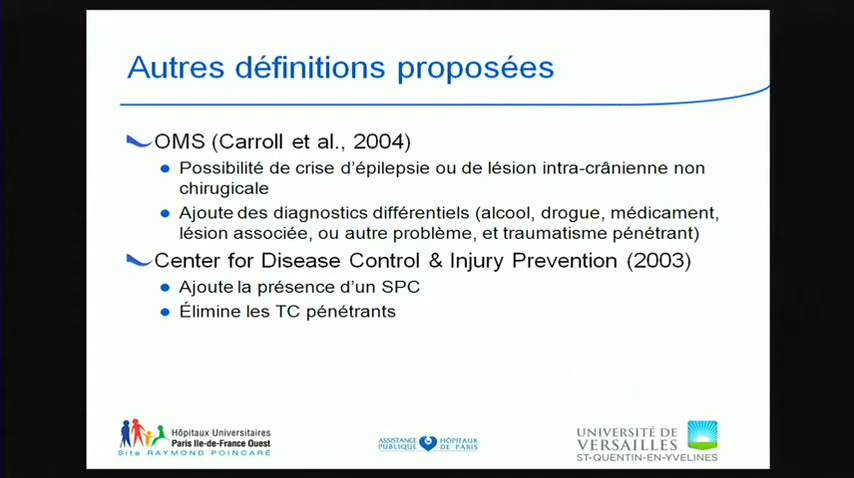 Autres définitions proposées
OMS (Carroll et al., 2004)
Possibilité de crise d'épilepsie ou de lésion intra-crânienne non
chirugicale
Ajoute des diagnostics différentiels (alcool, drogue, médicament,
lésion associée, ou autre problème, et traumatisme pénétrant)
Center for Disease Control & Injury Prevention (2003)
Ajoute la présence d'un SPC
Élimine les TC pénétrants
Hôpitaux Universitaires
Paris Ile-de-France Ouest
Site RAYMOND POINCARÉ
ASSISTANCE PUBLIQUE HÔPITAUX DE PARIS
UNIVERSITÉ DE
VERSAILLES
ST-QUENTIN-EN-YVELINES